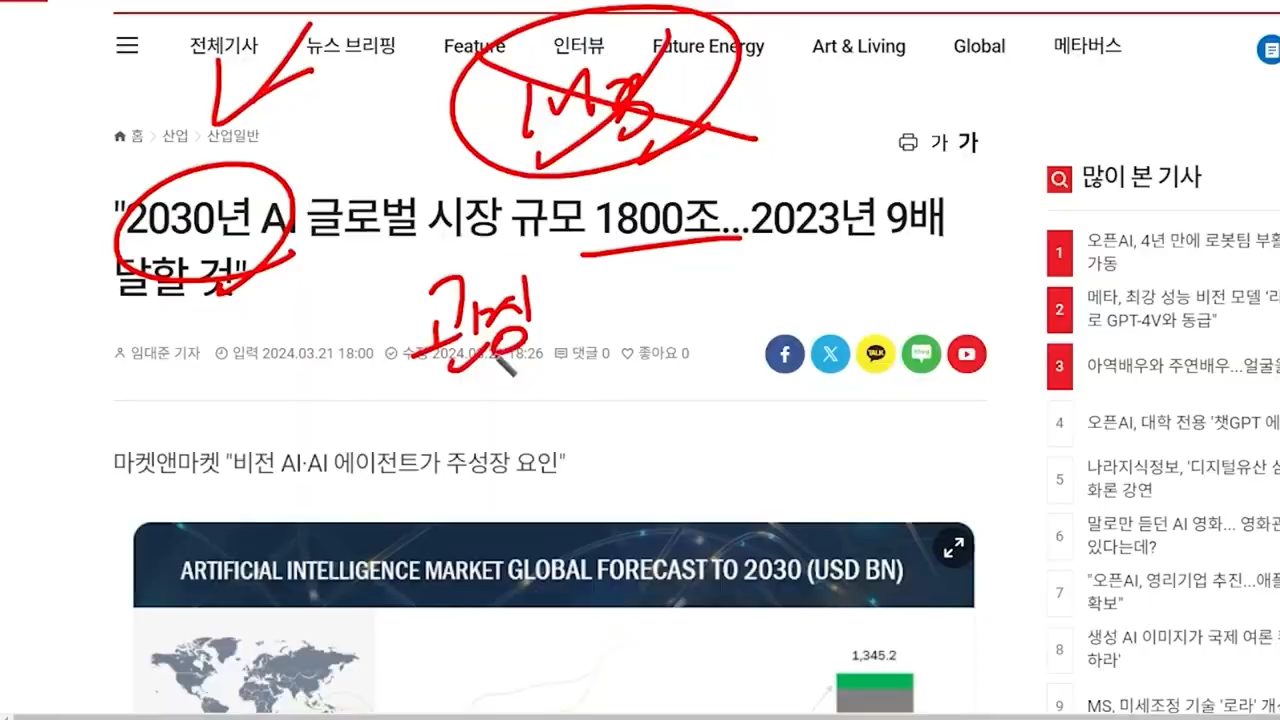 전체기사 뉴스 브리핑 Feature 인터뷰 Future Energy Art & Living Global 메타버스
홈 > 산업 > 산업일반
가 가
"2030년 AI 글로벌 시장 규모 1800조...2023년 9배
달할 것"
임대준 기자 입력 2024.03.21 18:00 수정 18:26 댓글 0 좋아요 0
TALK
마켓앤마켓 "비전 AI·AI 에이전트가 주성장 요인"
ARTIFICIAL INTELLIGENCE MARKET GLOBAL FORECAST TO 2030 (USD BN)
1,345.2
많이 본 기사
1 오픈AI, 4년 만에 로봇팀 부활
가동
2 메타, 최강 성능 비전 모델
로 GPT-4V와 동급"
3 아역배우와 주연배우...얼굴을
4 오픈AI, 대학 전용 '챗GPT 에
5 나라지식정보, '디지털유산 심
화론 강연
6 말로만 듣던 AI 영화... 영화관
있다는데?
7 "오픈AI, 영리기업 추진...애플
확보"
8 생성 AI 이미지가 국제 여론
하라'
9 MS, 미세조정 기술 '로라' 개